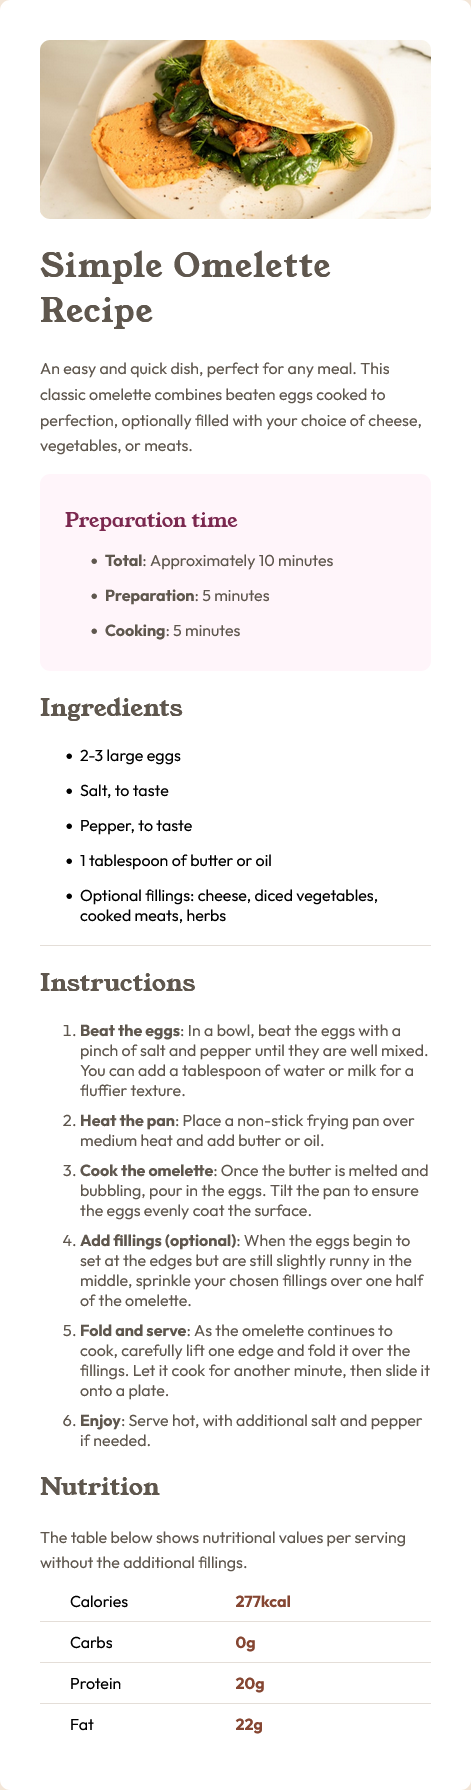 Simple Omelette
Recipe
An easy and quick dish, perfect for any meal. This
classic omelette combines beaten eggs cooked to
perfection, optionally filled with your choice of cheese,
vegetables, or meats.
Preparation time
• Total: Approximately 10 minutes
• Preparation: 5 minutes
• Cooking: 5 minutes
Ingredients
• 2-3 large eggs
• Salt, to taste
• Pepper, to taste
• 1 tablespoon of butter or oil
• Optional fillings: cheese, diced vegetables,
cooked meats, herbs
Instructions
1. Beat the eggs: In a bowl, beat the eggs with a
pinch of salt and pepper until they are well mixed.
You can add a tablespoon of water or milk for a
fluffier texture.
2. Heat the pan: Place a non-stick frying pan over
medium heat and add butter or oil.
3. Cook the omelette: Once the butter is melted and
bubbling, pour in the eggs. Tilt the pan to ensure
the eggs evenly coat the surface.
4. Add fillings (optional): When the eggs begin to
set at the edges but are still slightly runny in the
middle, sprinkle your chosen fillings over one half
of the omelette.
5. Fold and serve: As the omelette continues to
cook, carefully lift one edge and fold it over the
fillings. Let it cook for another minute, then slide it
onto a plate.
6. Enjoy: Serve hot, with additional salt and pepper
if needed.
Nutrition
The table below shows nutritional values per serving
without the additional fillings.
Calories 277kcal
Carbs 0g
Protein 20g
Fat 22g